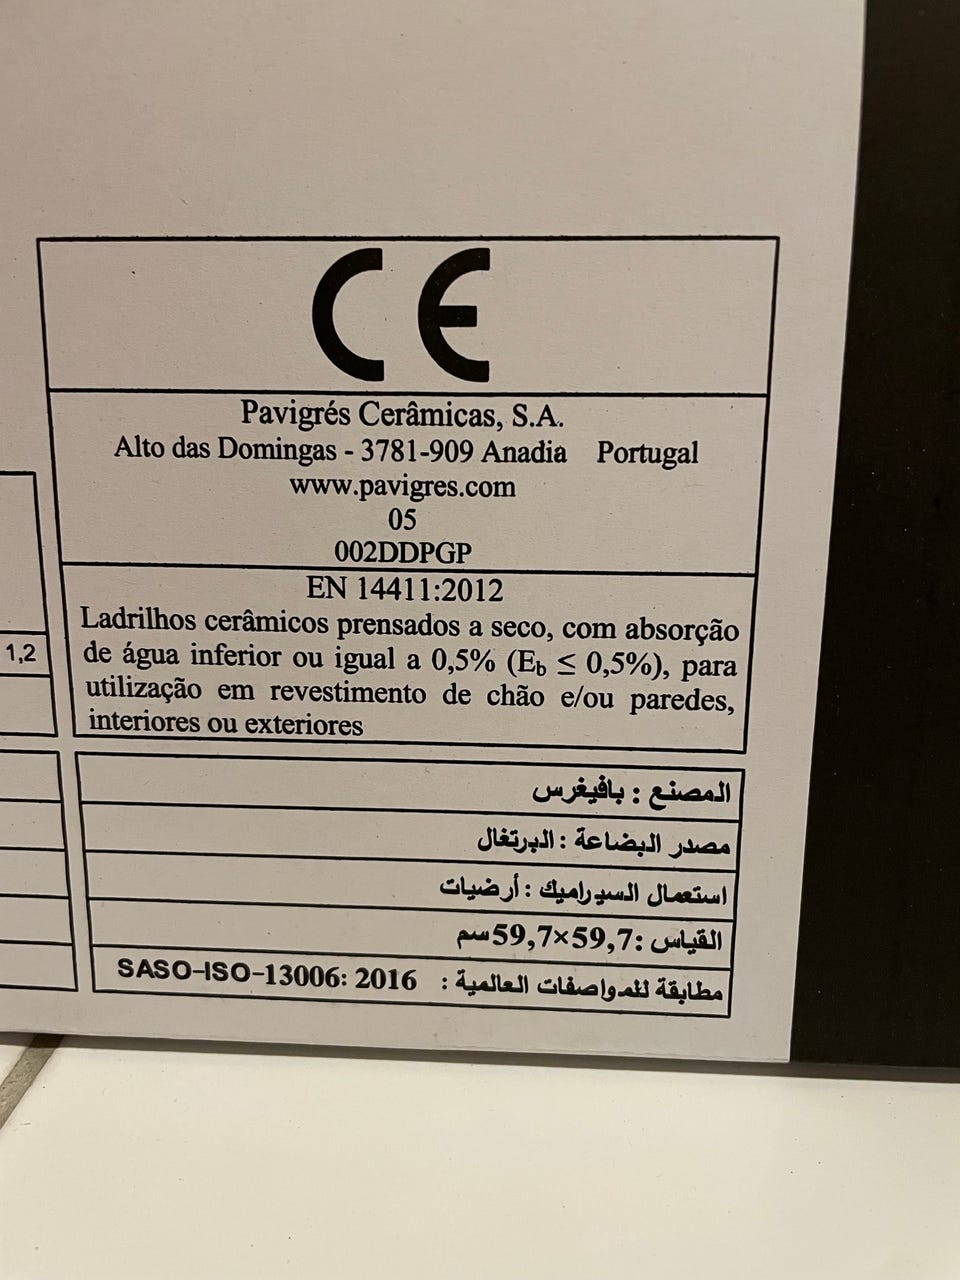 CE
Pavigrés Cerâmicas, S.A.
Alto das Domingas - 3781-909 Anadia Portugal
www.pavigres.com
05
002DDPGP
EN 14411:2012
Ladrilhos cerâmicos prensados a seco, com absorção
de água inferior ou igual a 0,5% (E_b ≤ 0,5%), para
utilização em revestimento de chão e/ou paredes,
interiores ou exteriores
1,2
المصنع : بافيغرس
مصدر البضاعة : البرتغال
استعمال السيراميك : أرضيات
القياس :59,7×59,7سم
مطابقة للمواصفات العالمية : SASO-ISO-13006: 2016